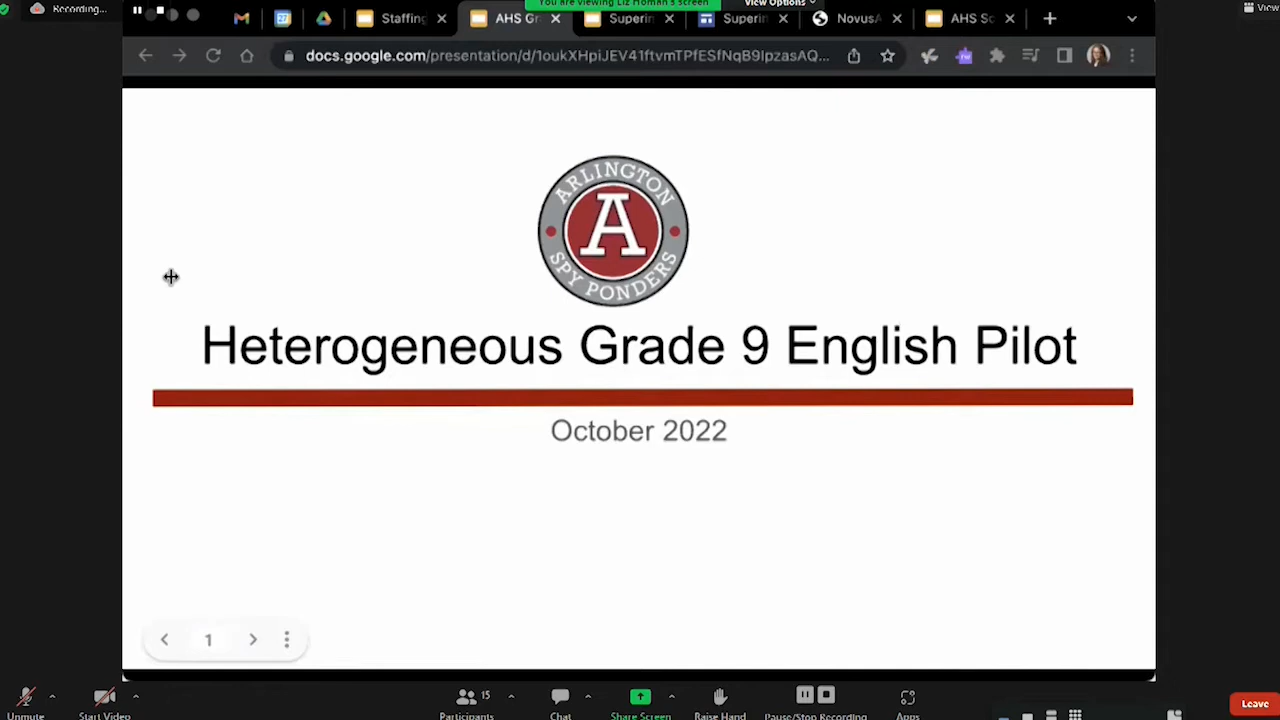 Recording...
You are viewing Liz Homan's screen
View Options
View
Staffing
AHS Gr
Superin
Superin
NovusA
AHS Sc
docs.google.com/presentation/d/1oukXHpiJEV41ftvmTPfESfNqB9IpzasAQ...
ARLINGTON
A
SPY PONDERS
Heterogeneous Grade 9 English Pilot
October 2022
1
Unmute
Start Video
15
Participants
Chat
Share Screen
Raise Hand
Pause/Stop Recording
Apps
Leave